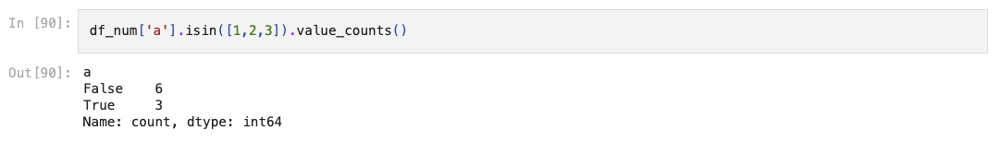 In [90]: df_num['a'].isin([1,2,3]).value_counts()
Out[90]: a
False    6
True     3
Name: count, dtype: int64